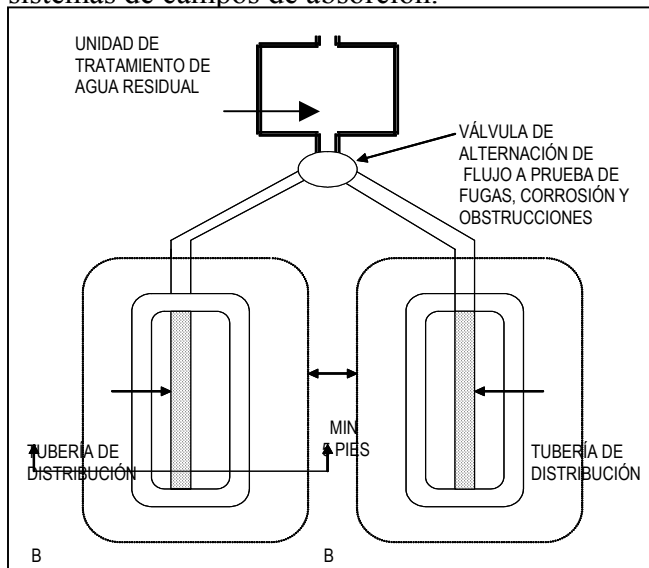 sistemas de campos de absorción.
UNIDAD DE
TRATAMIENTO DE
AGUA RESIDUAL
VÁLVULA DE
ALTERNACIÓN DE
FLUJO A PRUEBA DE
FUGAS, CORROSIÓN Y
OBSTRUCCIONES
MIN
5 PIES
TUBERÍA DE
DISTRIBUCIÓN
TUBERÍA DE
DISTRIBUCIÓN
B
B